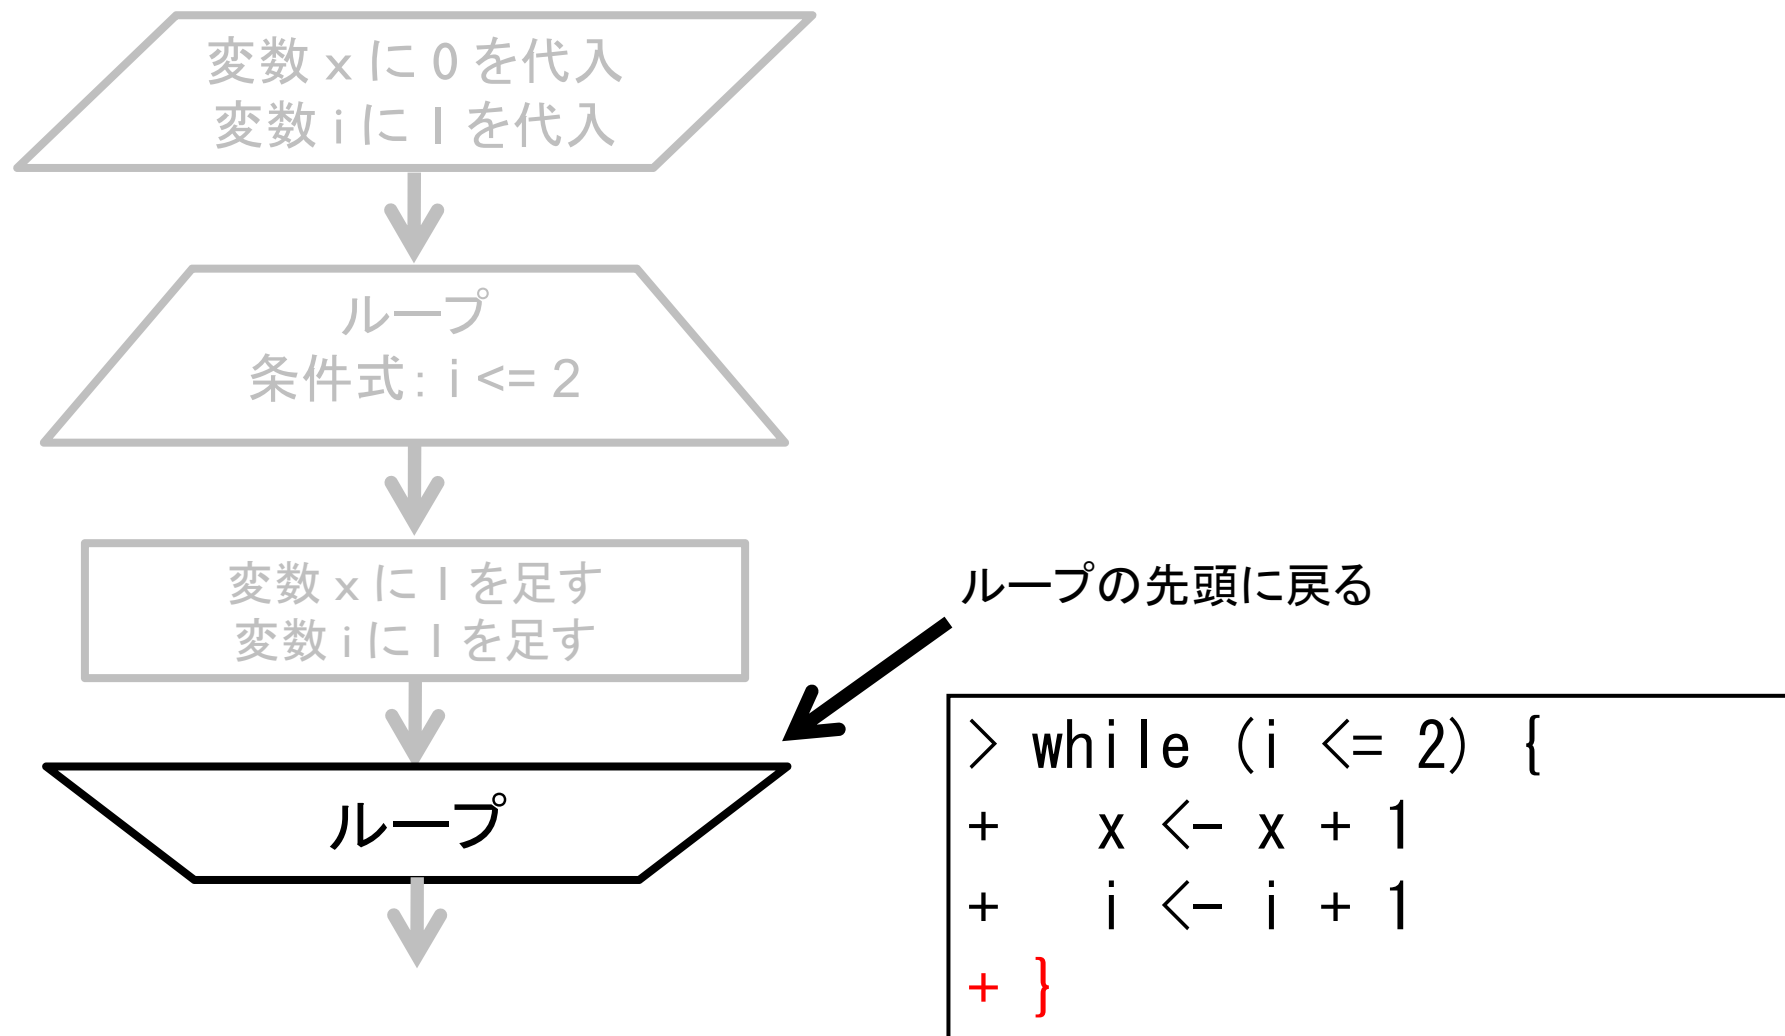 変数 x に 0 を代入
変数 i に 1 を代入
ループ
条件式: i <= 2
変数 x に 1 を足す
変数 i に 1 を足す
ループの先頭に戻る
ループ
> while (i <= 2) {
+   x <- x + 1
+   i <- i + 1
+ }